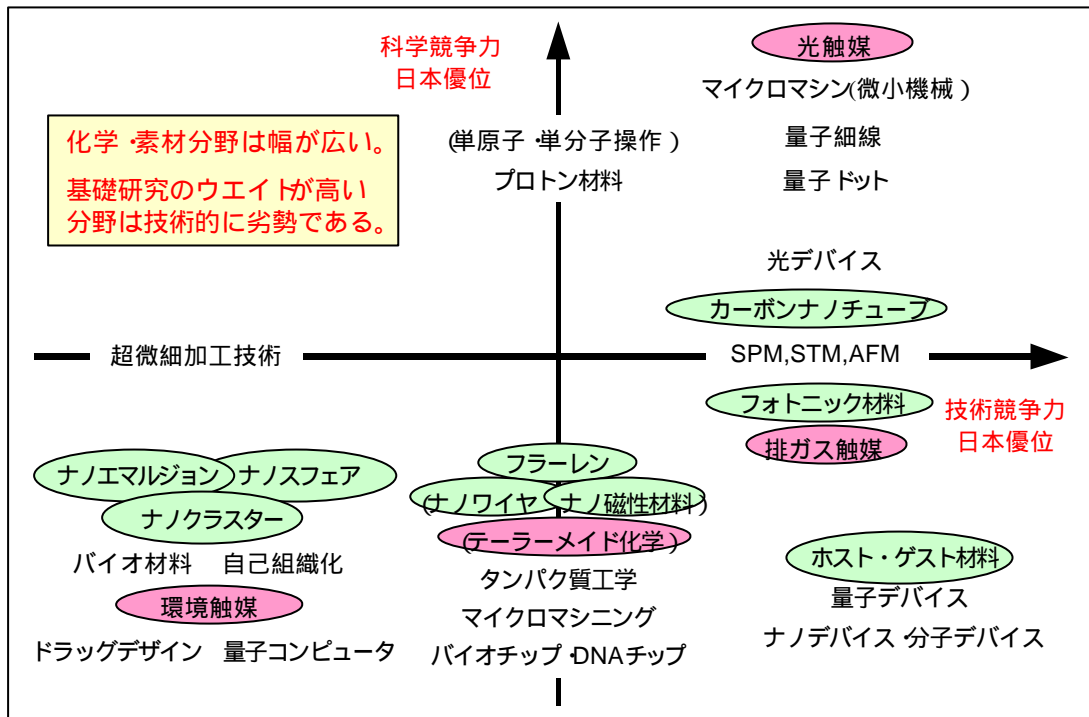 科学競争力
日本優位
光触媒
マイクロマシン(微小機械)
化学・素材分野は幅が広い。
基礎研究のウエイトが高い
分野は技術的に劣勢である。
(単原子・単分子操作)
プロトン材料
量子細線
量子ドット
光デバイス
カーボンナノチューブ
超微細加工技術
SPM,STM,AFM
フォトニック材料
排ガス触媒
技術競争力
日本優位
ナノエマルジョン
ナノスフェア
ナノクラスター
バイオ材料 自己組織化
環境触媒
ドラッグデザイン 量子コンピュータ
フラーレン
(ナノワイヤ ナノ磁性材料)
(テーラーメイド化学)
タンパク質工学
マイクロマシニング
バイオチップ・DNAチップ
ホスト・ゲスト材料
量子デバイス
ナノデバイス・分子デバイス